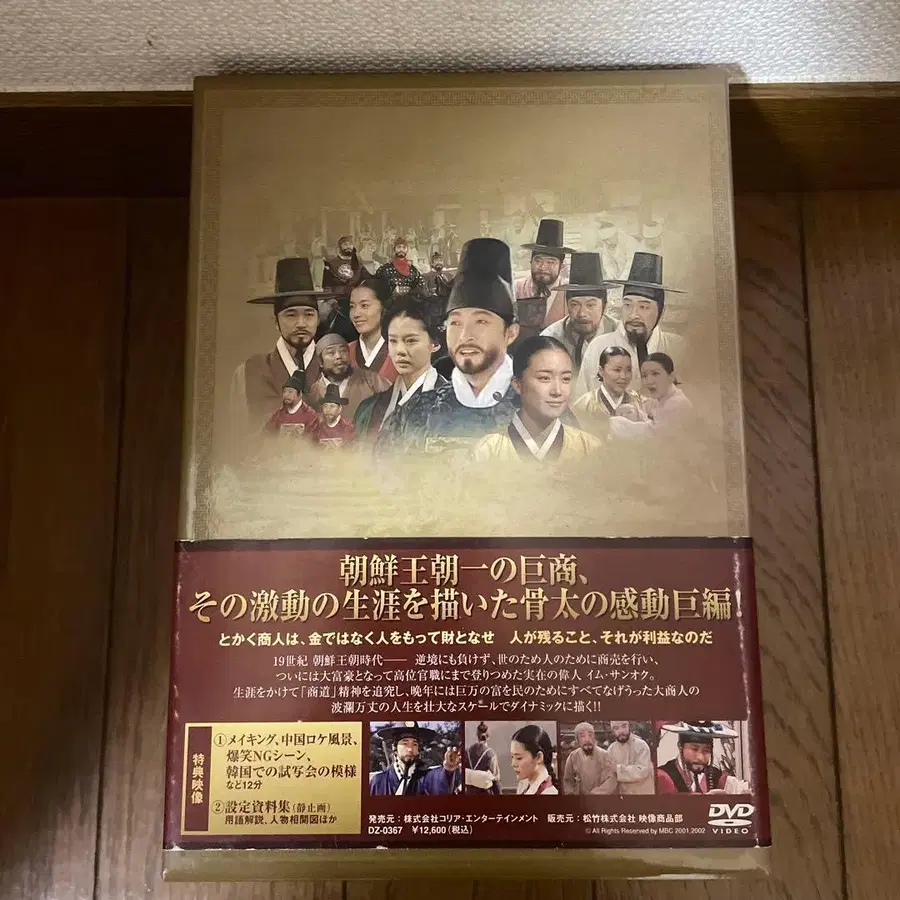 朝鮮王朝一の巨商、
その激動の生涯を描いた骨太の感動巨編!
とかく商人は、金ではなく人をもって財となせ　人が残ること、それが利益なのだ
19世紀 朝鮮王朝時代── 逆境にも負けず、世のため人のために商売を行い、
ついには大富豪となって高位官職にまで登りつめた実在の偉人 イム・サンオク。
生涯をかけて「商道」精神を追究し、晩年には巨万の富を民のためにすべてなげうった大商人の
波瀾万丈の人生を壮大なスケールでダイナミックに描く!!
特典映像
①メイキング、中国ロケ風景、
爆笑NGシーン、
韓国での試写会の模様
など12分
②設定資料集(静止画)
用語解説、人物相関図ほか
発売元:株式会社コリア・エンターテインメント 販売元:松竹株式会社 映像商品部
DZ-0367 ¥12,600(税込)
© All Rights Reserved by MBC 2001,2002
DVD
VIDEO